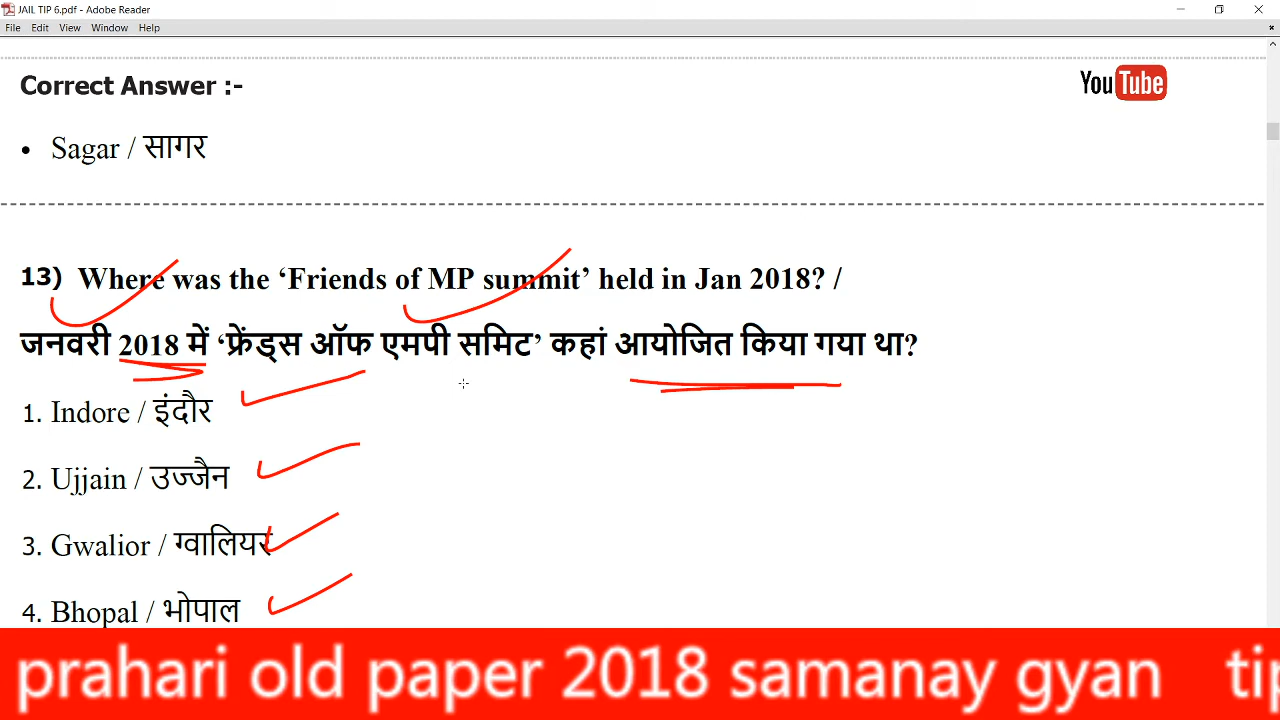 JAIL TIP 6.pdf - Adobe Reader
File Edit View Window Help
Correct Answer :-
YouTube
• Sagar / सागर
13) Where was the ‘Friends of MP summit’ held in Jan 2018? /
जनवरी 2018 में ‘फ्रेंड्स ऑफ एमपी समिट’ कहां आयोजित किया गया था?
1. Indore / इंदौर
2. Ujjain / उज्जैन
3. Gwalior / ग्वालियर
4. Bhopal / भोपाल
prahari old paper 2018 samanay gyan tip